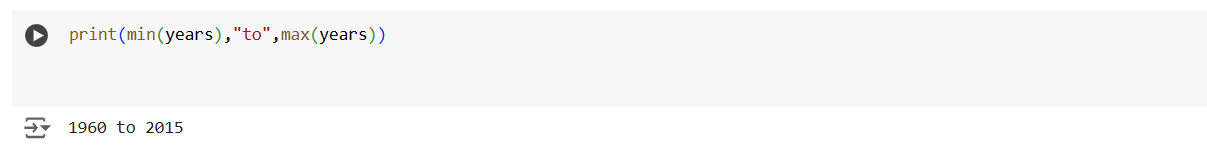 print(min(years),"to",max(years))
1960 to 2015